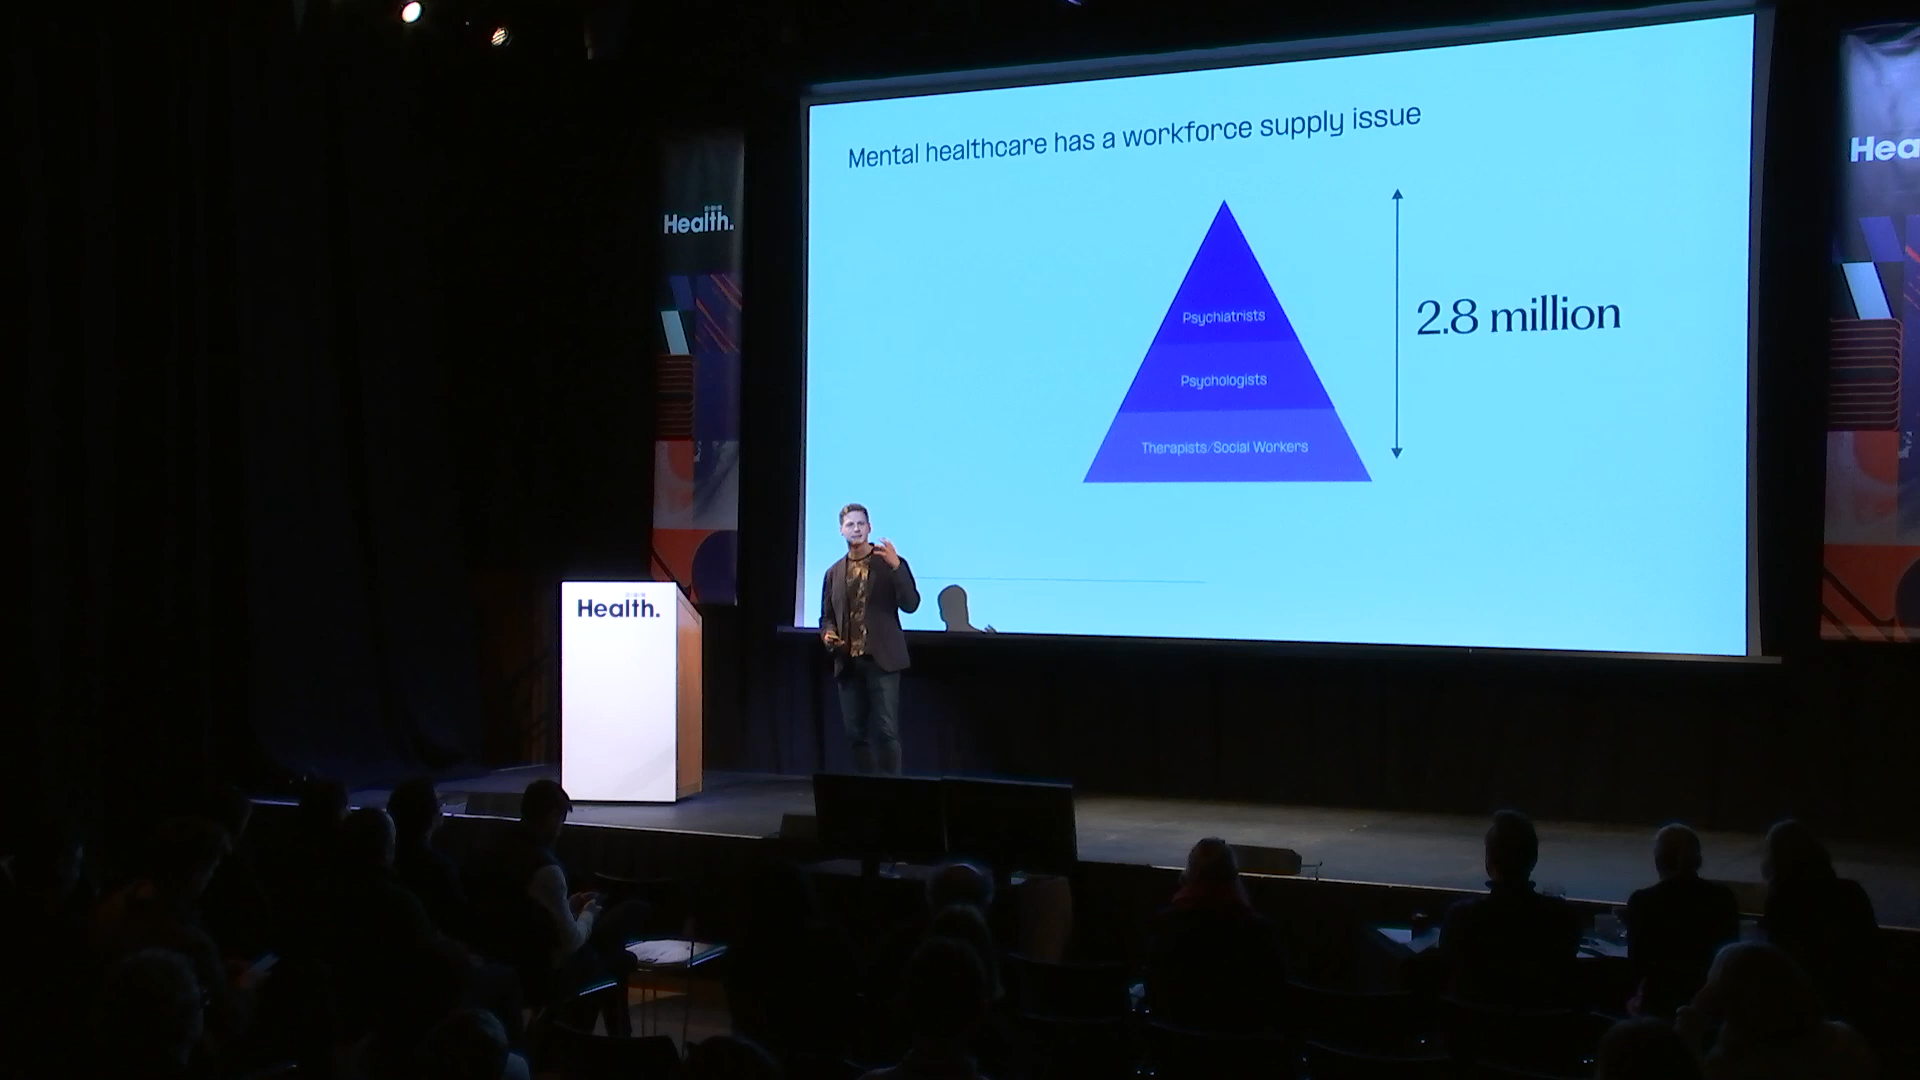 Mental healthcare has a workforce supply issue
Psychiatrists
Psychologists
Therapists/Social Workers
2.8 million
Health.
Health.
Hea